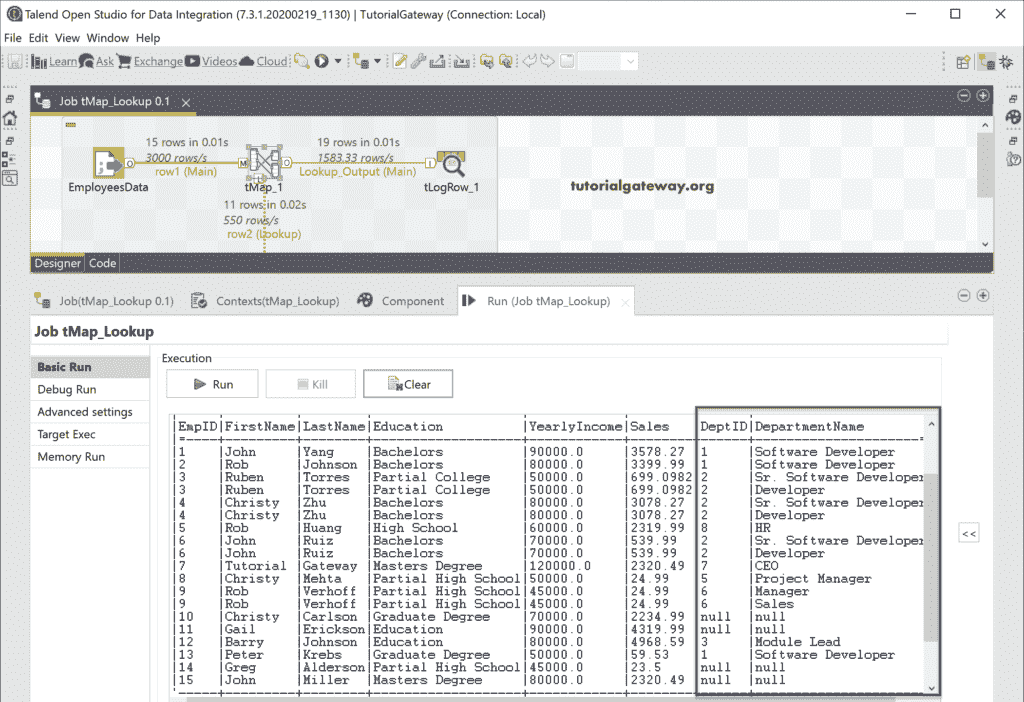 Talend Open Studio for Data Integration (7.3.1.20200219_1130) | TutorialGateway (Connection: Local)
File Edit View Window Help
Learn Ask Exchange Videos Cloud
Job tMap_Lookup 0.1
15 rows in 0.01s 19 rows in 0.01s
3000 rows/s 1583.33 rows/s
row1 (Main) Lookup_Output (Main)
EmployeesData tMap_1 tLogRow_1
tutorialgateway.org
11 rows in 0.02s
550 rows/s
row2 (Lookup)
Designer Code
Job(tMap_Lookup 0.1) Contexts(tMap_Lookup) Component Run (Job tMap_Lookup)
Job tMap_Lookup
Basic Run
Debug Run
Advanced settings
Target Exec
Memory Run
Execution
Run Kill Clear
|EmpID|FirstName|LastName|Education |YearlyIncome|Sales |DeptID|DepartmentName
|1 |John |Yang |Bachelors |90000.0 |3578.27 |1 |Software Developer
|2 |Rob |Johnson |Bachelors |80000.0 |3399.99 |1 |Software Developer
|3 |Ruben |Torres |Partial College |50000.0 |699.0982|2 |Sr. Software Developer
|3 |Ruben |Torres |Partial College |50000.0 |699.0982|2 |Developer
|4 |Christy |Zhu |Bachelors |80000.0 |3078.27 |2 |Sr. Software Developer
|4 |Christy |Zhu |Bachelors |80000.0 |3078.27 |2 |Developer
|5 |Rob |Huang |High School |60000.0 |2319.99 |8 |HR
|6 |John |Ruiz |Bachelors |70000.0 |539.99 |2 |Sr. Software Developer
|6 |John |Ruiz |Bachelors |70000.0 |539.99 |2 |Developer
|7 |Tutorial |Gateway |Masters Degree |120000.0 |2320.49 |7 |CEO
|8 |Christy |Mehta |Partial High School|50000.0 |24.99 |5 |Project Manager
|9 |Rob |Verhoff |Partial High School|45000.0 |24.99 |6 |Manager
|9 |Rob |Verhoff |Partial High School|45000.0 |24.99 |6 |Sales
|10 |Christy |Carlson |Graduate Degree |70000.0 |2234.99 |null |null
|11 |Gail |Erickson|Education |90000.0 |4319.99 |null |null
|12 |Barry |Johnson |Education |80000.0 |4968.59 |3 |Module Lead
|13 |Peter |Krebs |Graduate Degree |50000.0 |59.53 |1 |Software Developer
|14 |Greg |Alderson|Partial High School|45000.0 |23.5 |null |null
|15 |John |Miller |Masters Degree |80000.0 |2320.49 |null |null
<<